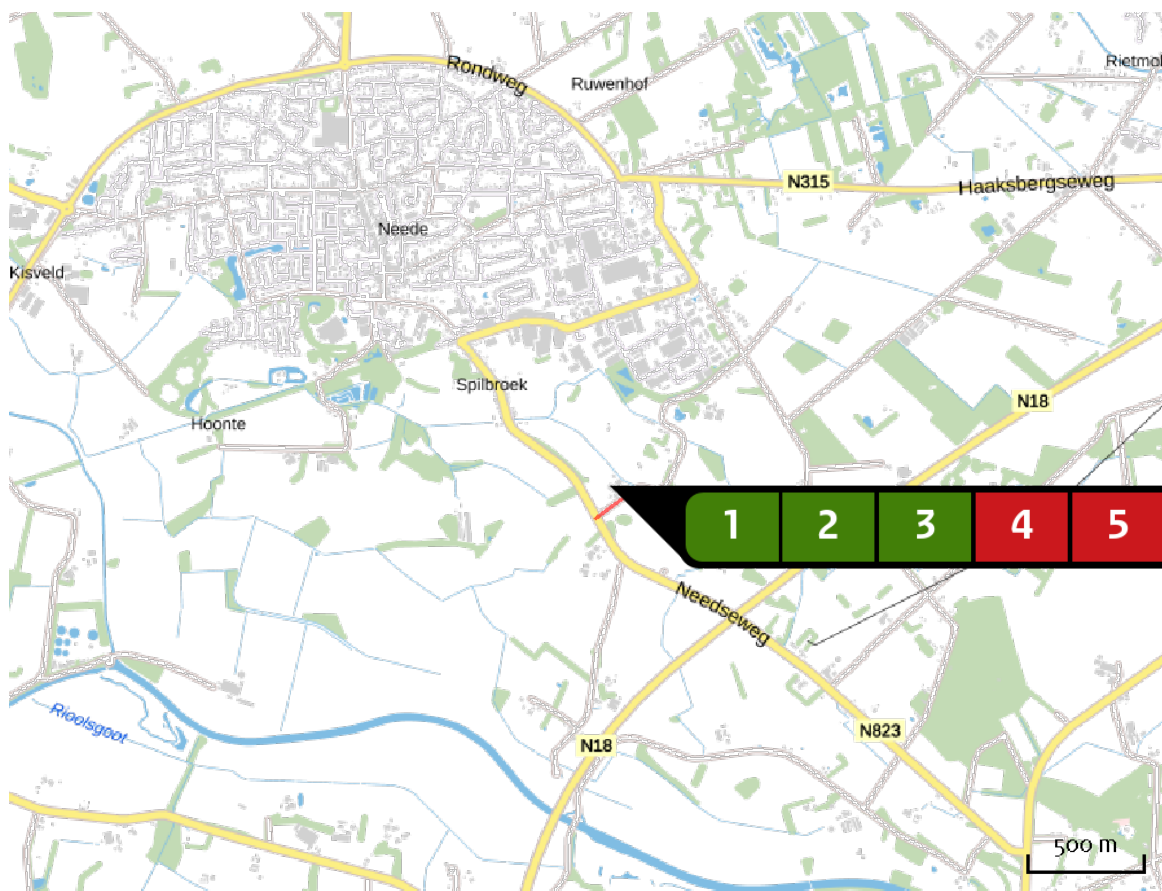 Rondweg
Ruwenhof
Rietmol
N315
Haaksbergseweg
Neede
Kisveld
Spilbroek
N18
Hoonte
1 2 3 4 5
Needseweg
Rioolsgoot
N18
N823
500 m